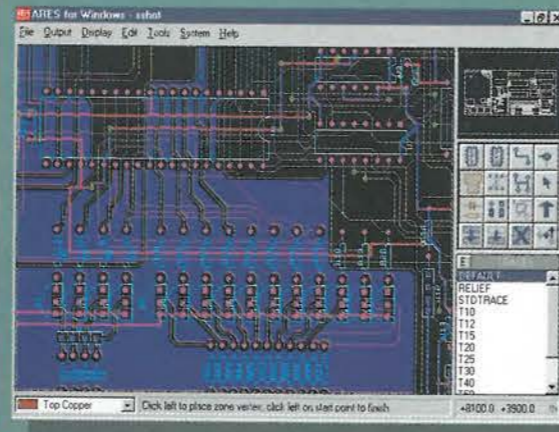 ARES for Windows - sshot
File Output Display Edit Tools System Help
DEFAULT
RELIEF
STDTRACE
T10
T12
T15
T20
T25
T30
T40
Top Copper
Click left to place zone vertex, click left on start point to finish
+8100.0 +3900.0